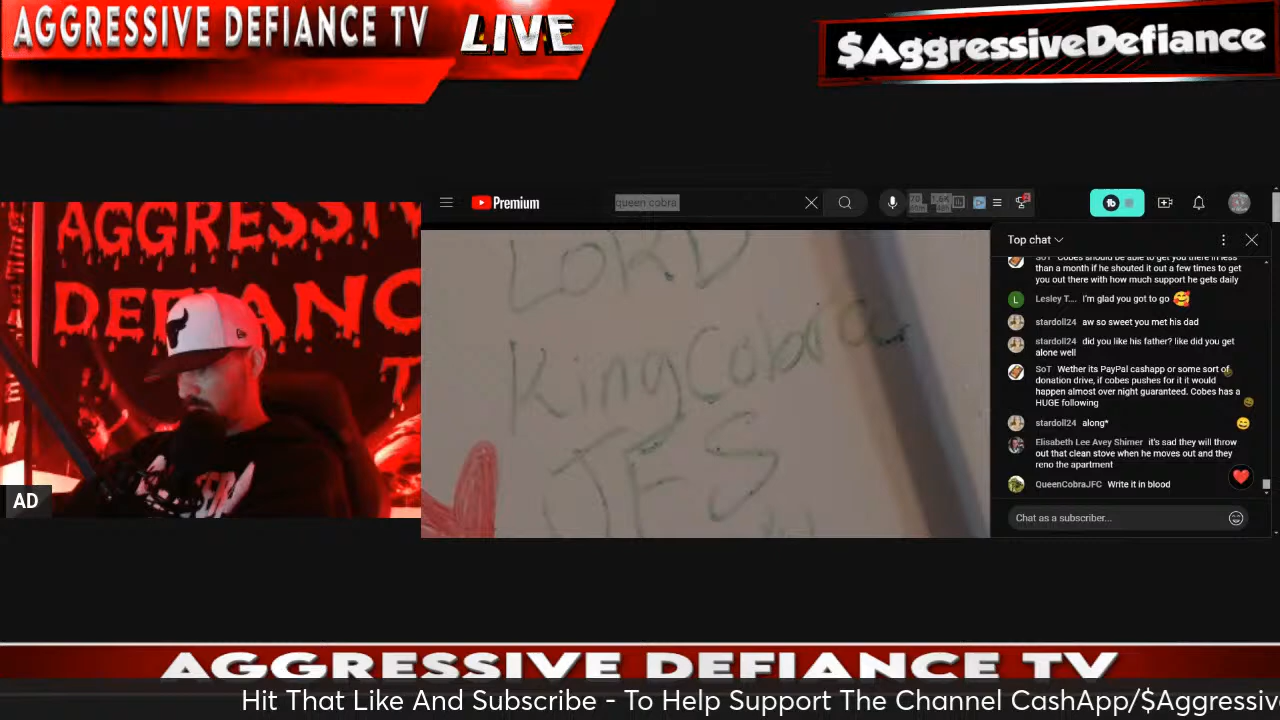 AGGRESSIVE DEFIANCE TV
LIVE
$AggressiveDefiance
Premium
queen cobra
AGGRESSIV
DEFIANC
T
AD
LORD
KingCobra
JFS
Top chat
SoT Cobes should be able to get you there in less
than a month if he shouted it out a few times to get
you out there with how much support he gets daily
L
Lesley T.... I'm glad you got to go
stardoll24 aw so sweet you met his dad
stardoll24 did you like his father? like did you get
alone well
SoT Wether its PayPal cashapp or some sort of
donation drive, if cobes pushes for it it would
happen almost over night guaranteed. Cobes has a
HUGE following
stardoll24 along*
Elisabeth Lee Avey Shirner it's sad they will throw
out that clean stove when he moves out and they
reno the apartment
QueenCobraJFC Write it in blood
Chat as a subscriber...
AGGRESSIVE DEFIANCE TV
Hit That Like And Subscribe - To Help Support The Channel CashApp/$Aggressiv